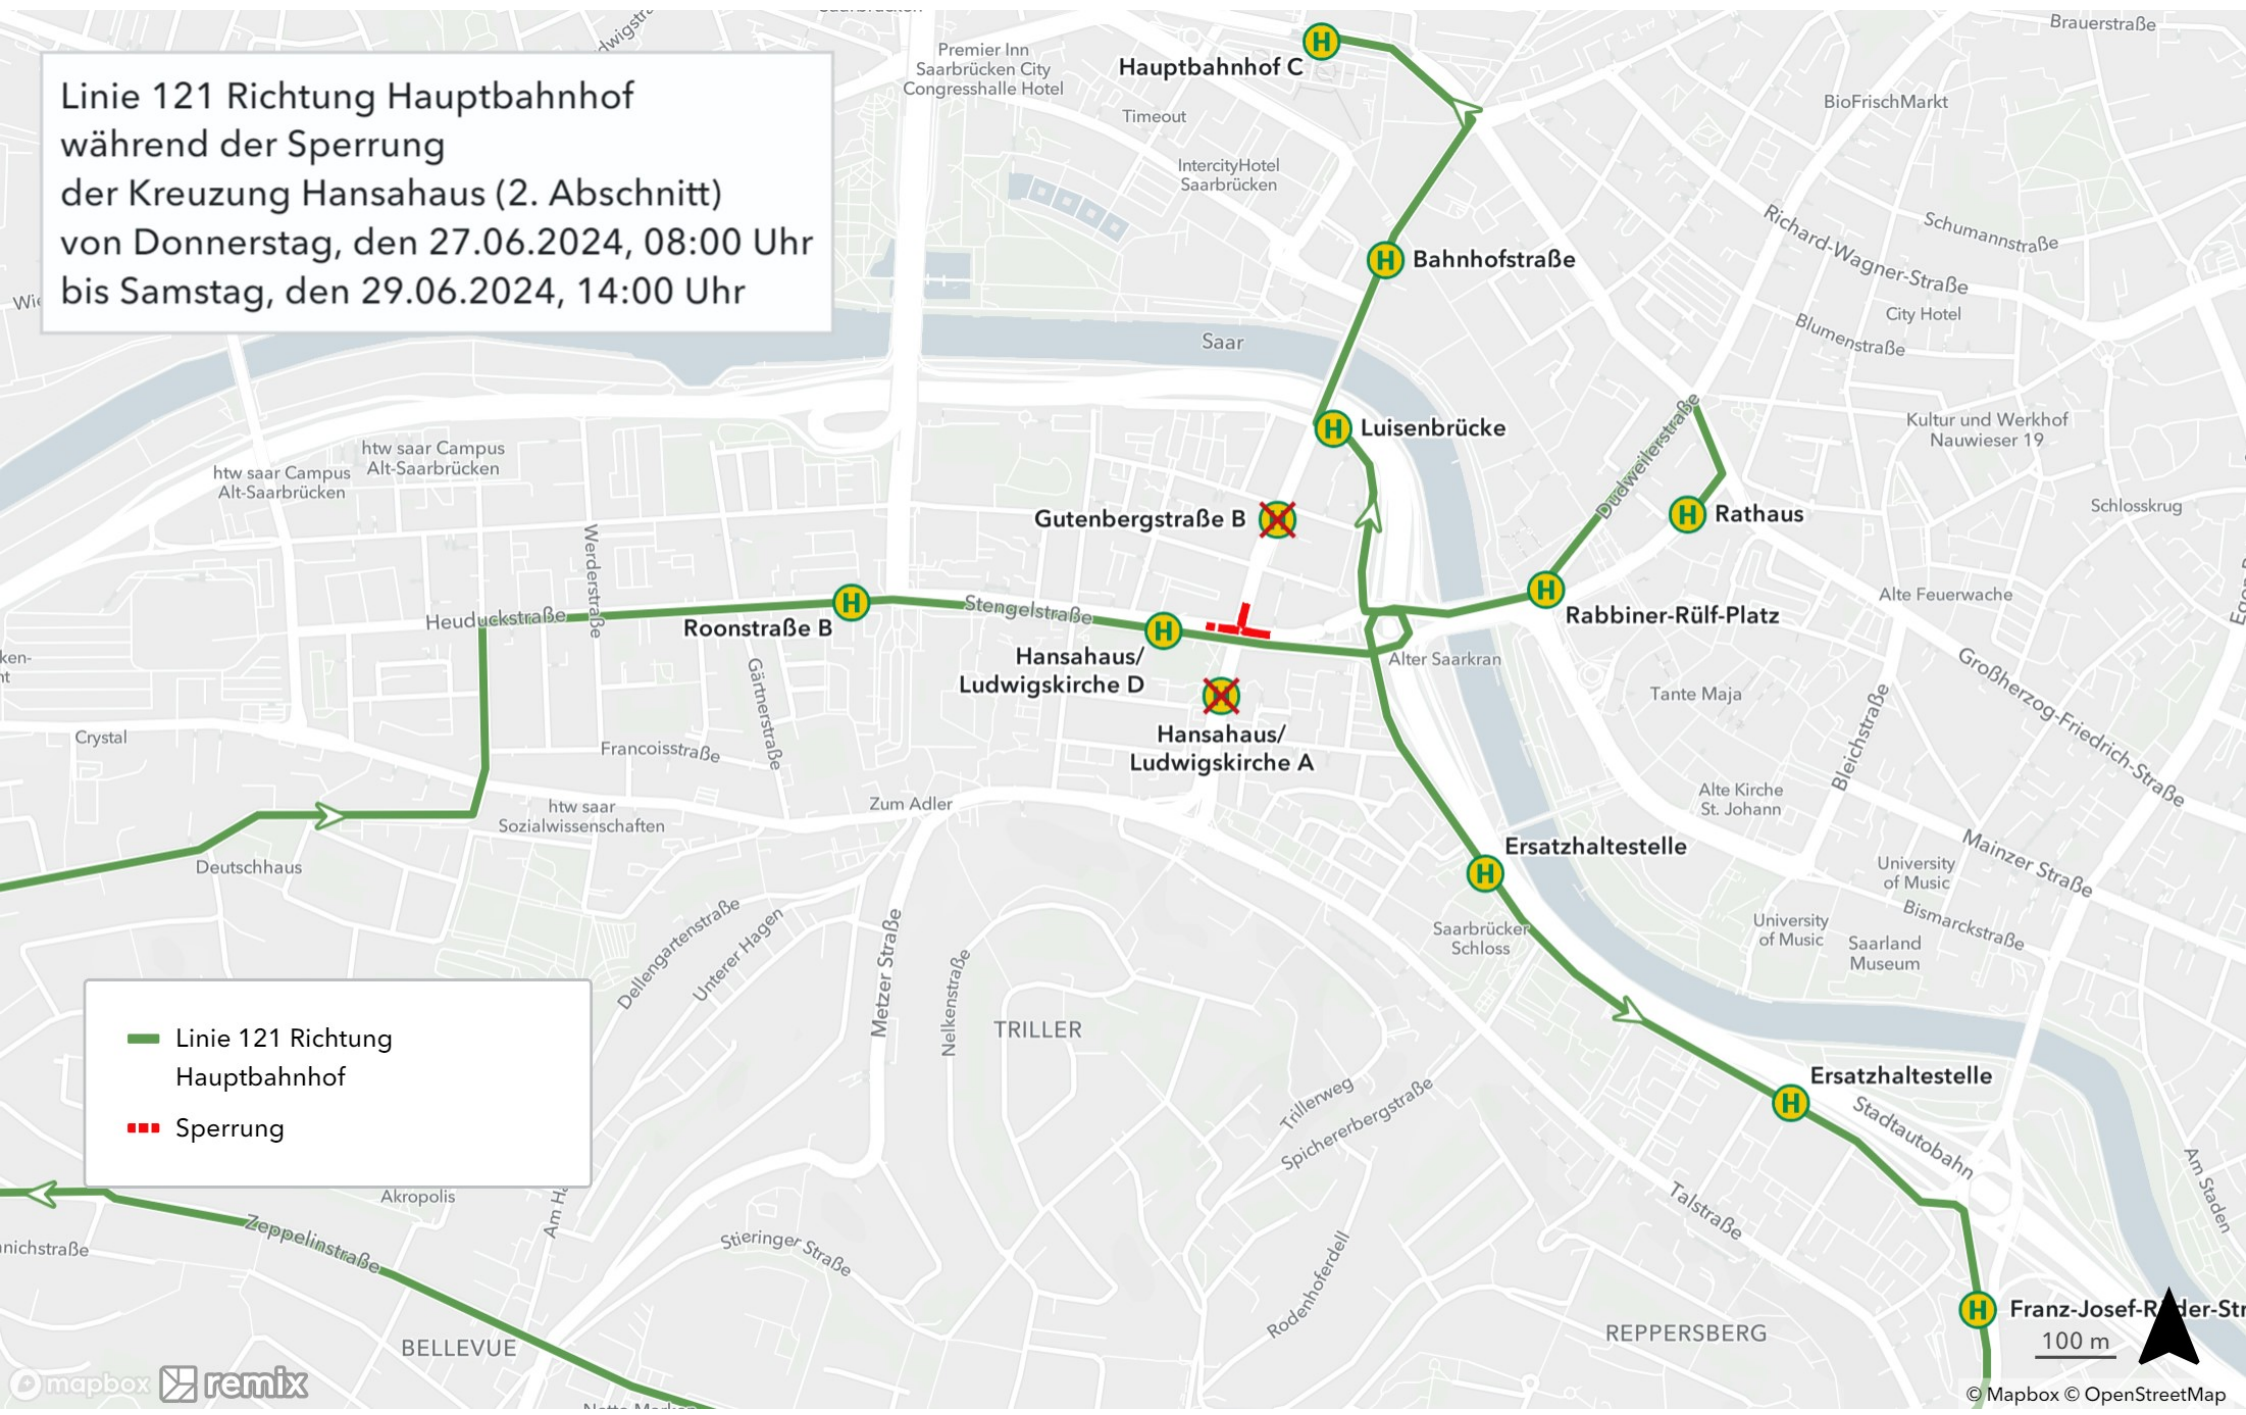 Linie 121 Richtung Hauptbahnhof
während der Sperrung
der Kreuzung Hansahaus (2. Abschnitt)
von Donnerstag, den 27.06.2024, 08:00 Uhr
bis Samstag, den 29.06.2024, 14:00 Uhr
Premier Inn
Saarbrücken City
Congresshalle Hotel
Hauptbahnhof C
Brauerstraße
BioFrischMarkt
Timeout
IntercityHotel
Saarbrücken
Bahnhofstraße
Richard-Wagner-Straße
Schumannstraße
City Hotel
Blumenstraße
Saar
Luisenbrücke
Dudweilerstraße
Kultur und Werkhof
Nauwieser 19
htw saar Campus
Alt-Saarbrücken
htw saar Campus
Alt-Saarbrücken
Schlosskrug
Gutenbergstraße B
Rathaus
Werderstraße
Heuduckstraße
Roonstraße B
Stengelstraße
Hansahaus/
Ludwigskirche D
Rabbiner-Rülf-Platz
Alte Feuerwache
Alter Saarkran
Tante Maja
Großherzog-Friedrich-Straße
Bleichstraße
Gärtnerstraße
Hansahaus/
Ludwigskirche A
Crystal
Francoisstraße
htw saar
Sozialwissenschaften
Zum Adler
Alte Kirche
St. Johann
Ersatzhaltestelle
Mainzer Straße
Deutschhaus
University
of Music
Bismarckstraße
University
of Music
Saarland
Museum
Saarbrücker
Schloss
Dellengartenstraße
Unterer Hagen
Metzer Straße
Nelkenstraße
TRILLER
Linie 121 Richtung
Hauptbahnhof
Sperrung
Trillerweg
Spichererbergstraße
Ersatzhaltestelle
Stadtautobahn
Talstraße
Am Staden
Akropolis
Zeppelinstraße
Stieringer Straße
Rodenhoferdell
BELLEVUE
REPPERSBERG
100 m
mapbox
remix
© Mapbox © OpenStreetMap